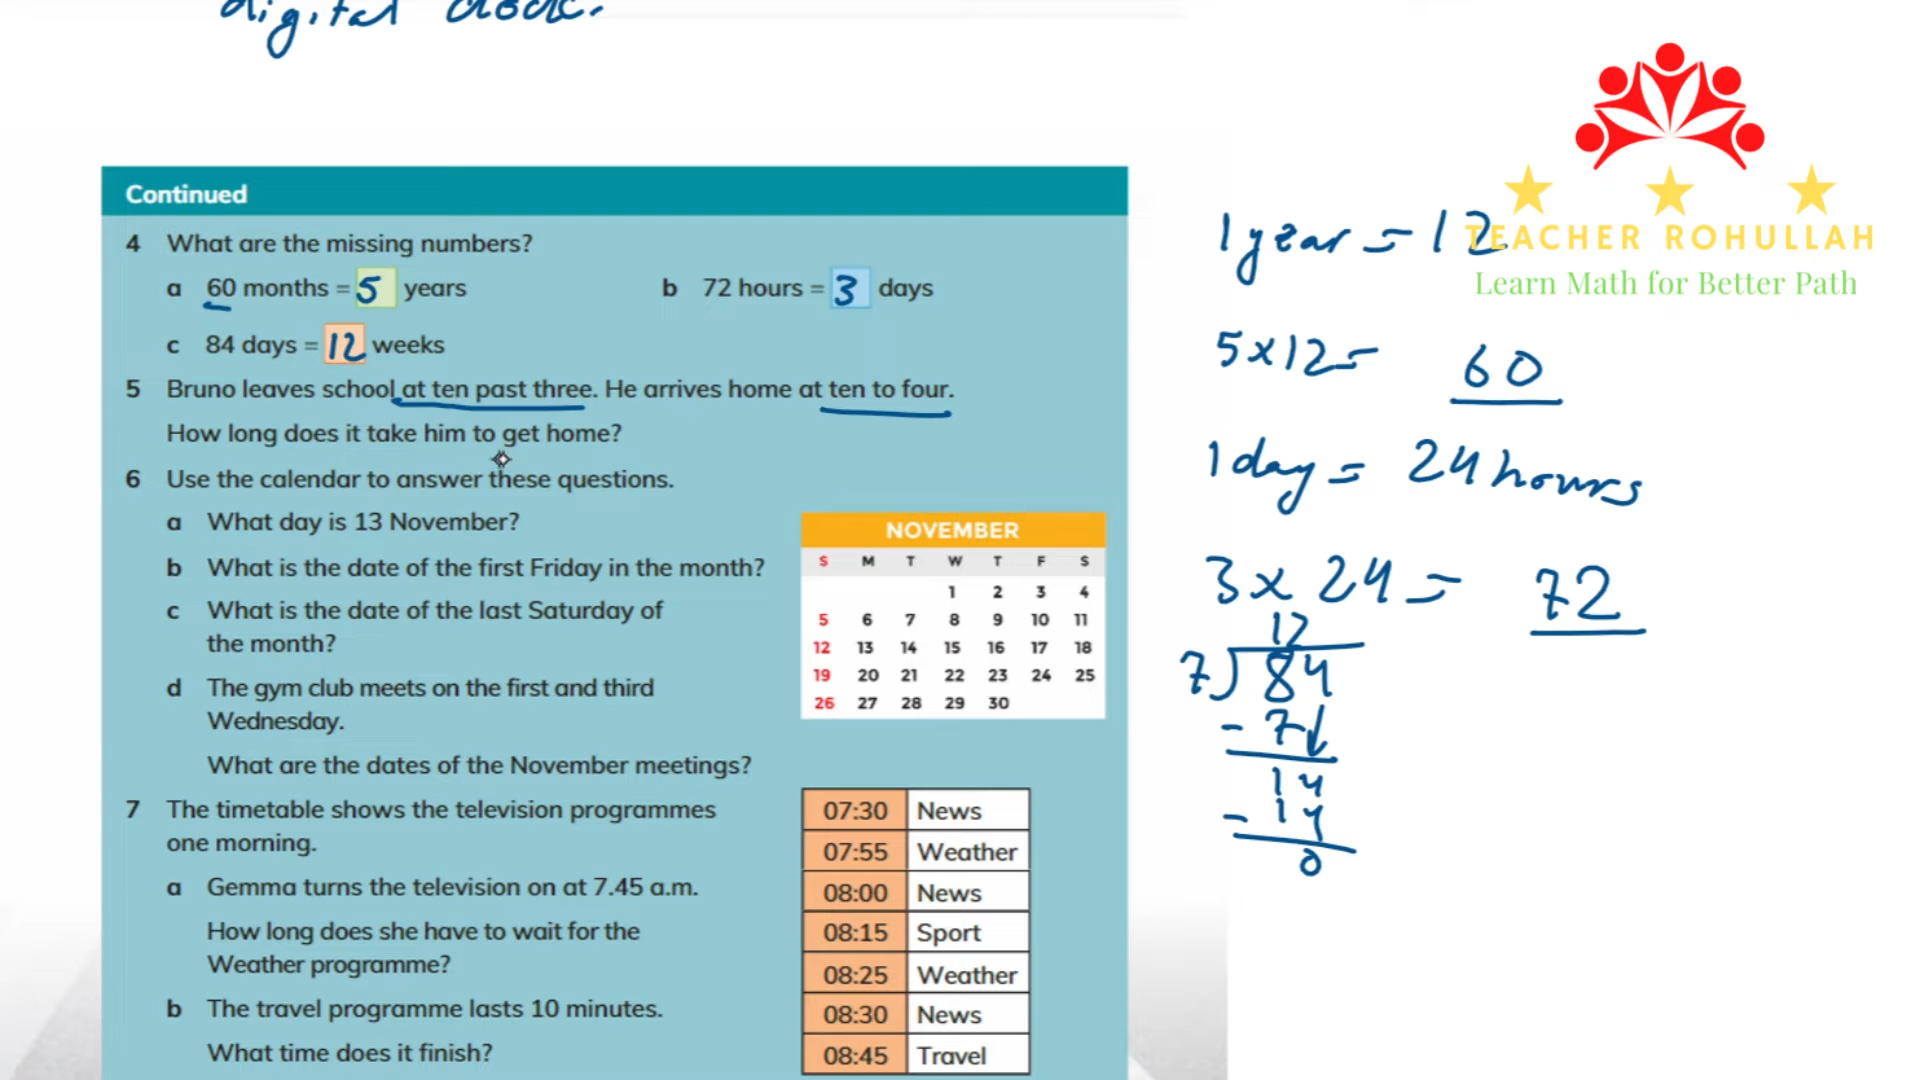 digital clock.
Continued
4 What are the missing numbers?
a 60 months = 5 years b 72 hours = 3 days
c 84 days = 12 weeks
5 Bruno leaves school at ten past three. He arrives home at ten to four.
How long does it take him to get home?
6 Use the calendar to answer these questions.
a What day is 13 November?
b What is the date of the first Friday in the month?
c What is the date of the last Saturday of
the month?
d The gym club meets on the first and third
Wednesday.
What are the dates of the November meetings?
NOVEMBER
S M T W T F S
1 2 3 4
5 6 7 8 9 10 11
12 13 14 15 16 17 18
19 20 21 22 23 24 25
26 27 28 29 30
7 The timetable shows the television programmes
one morning.
a Gemma turns the television on at 7.45 a.m.
How long does she have to wait for the
Weather programme?
b The travel programme lasts 10 minutes.
What time does it finish?
07:30 News
07:55 Weather
08:00 News
08:15 Sport
08:25 Weather
08:30 News
08:45 Travel
TEACHER ROHULLAH
Learn Math for Better Path
1 year = 12
5 x 12 = 60
1 day = 24 hours
3 x 24 = 72
12
7) 84
- 7
14
- 14
0